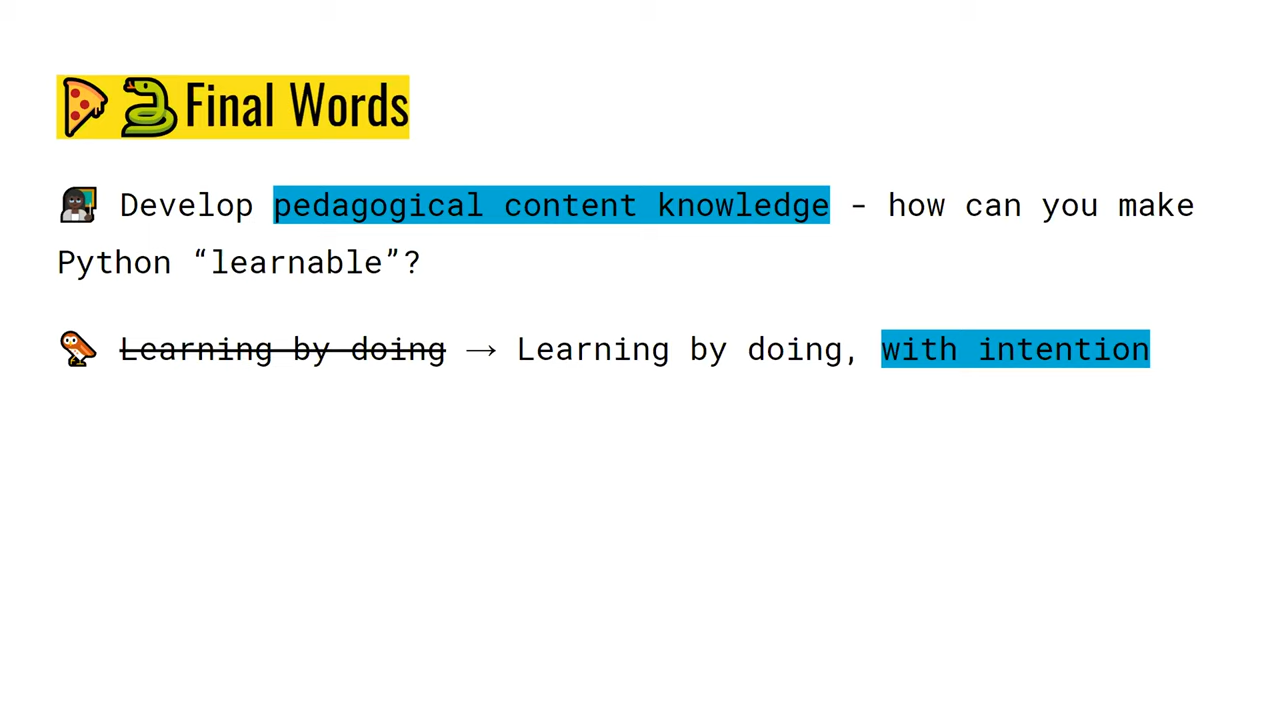 🍕🐍Final Words
👩🏿‍🏫 Develop pedagogical content knowledge - how can you make
Python “learnable”?
🦉 ~~Learning by doing~~ → Learning by doing, with intention